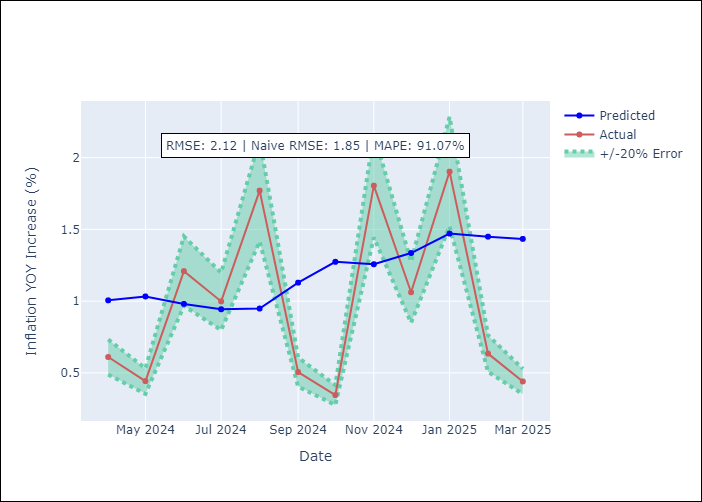 RMSE: 2.12 | Naive RMSE: 1.85 | MAPE: 91.07%
Predicted
Actual
+/-20% Error
Inflation YOY Increase (%)
2
1.5
1
0.5
May 2024
Jul 2024
Sep 2024
Nov 2024
Jan 2025
Mar 2025
Date